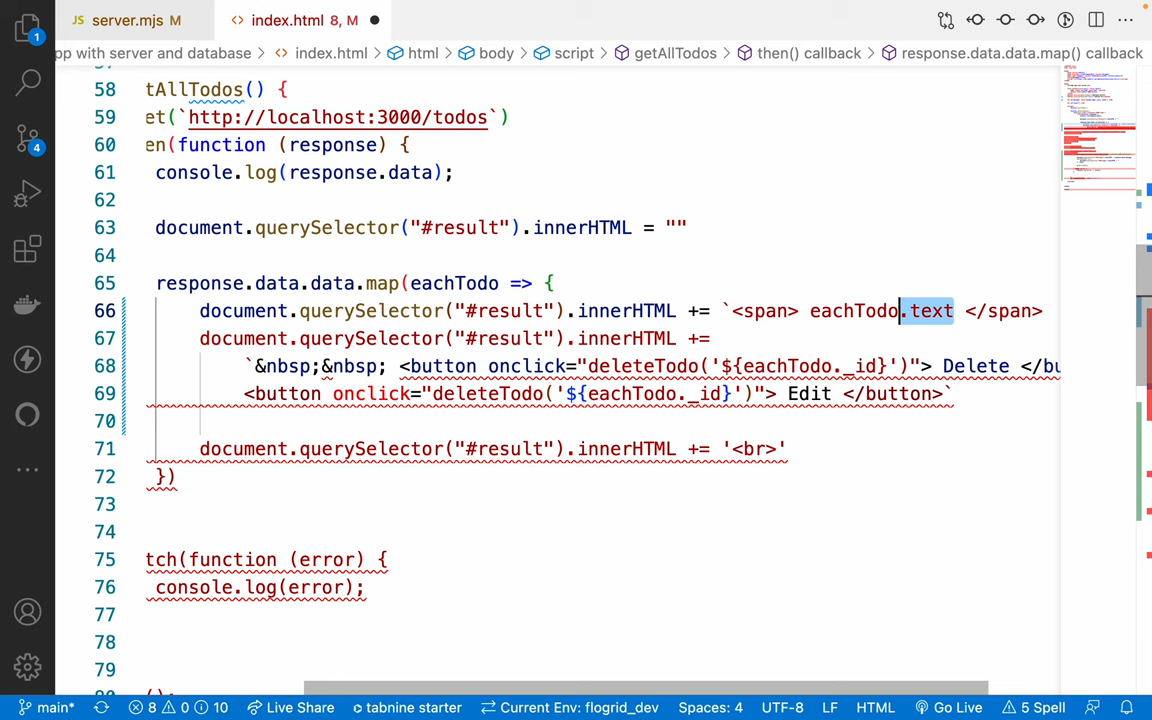 JS server.mjs M
<> index.html 8, M ●
pp with server and database > <> index.html > html > body > script > getAllTodos > then() callback > response.data.data.map() callback
58 tAllTodos() {
59 et(`http://localhost:3000/todos`)
60 en(function (response) {
61 console.log(response.data);
62
63 document.querySelector("#result").innerHTML = ""
64
65 response.data.data.map(eachTodo => {
66 document.querySelector("#result").innerHTML += `<span> eachTodo.text </span>
67 document.querySelector("#result").innerHTML +=
68 `&nbsp;&nbsp; <button onclick="deleteTodo('${eachTodo._id}')"> Delete </bu
69 <button onclick="deleteTodo('${eachTodo._id}')"> Edit </button>`
70
71 document.querySelector("#result").innerHTML += '<br>'
72 })
73
74
75 tch(function (error) {
76 console.log(error);
77
78
79
1
4
main* 8 0 10 Live Share tabnine starter Current Env: flogrid_dev Spaces: 4 UTF-8 LF HTML Go Live 5 Spell